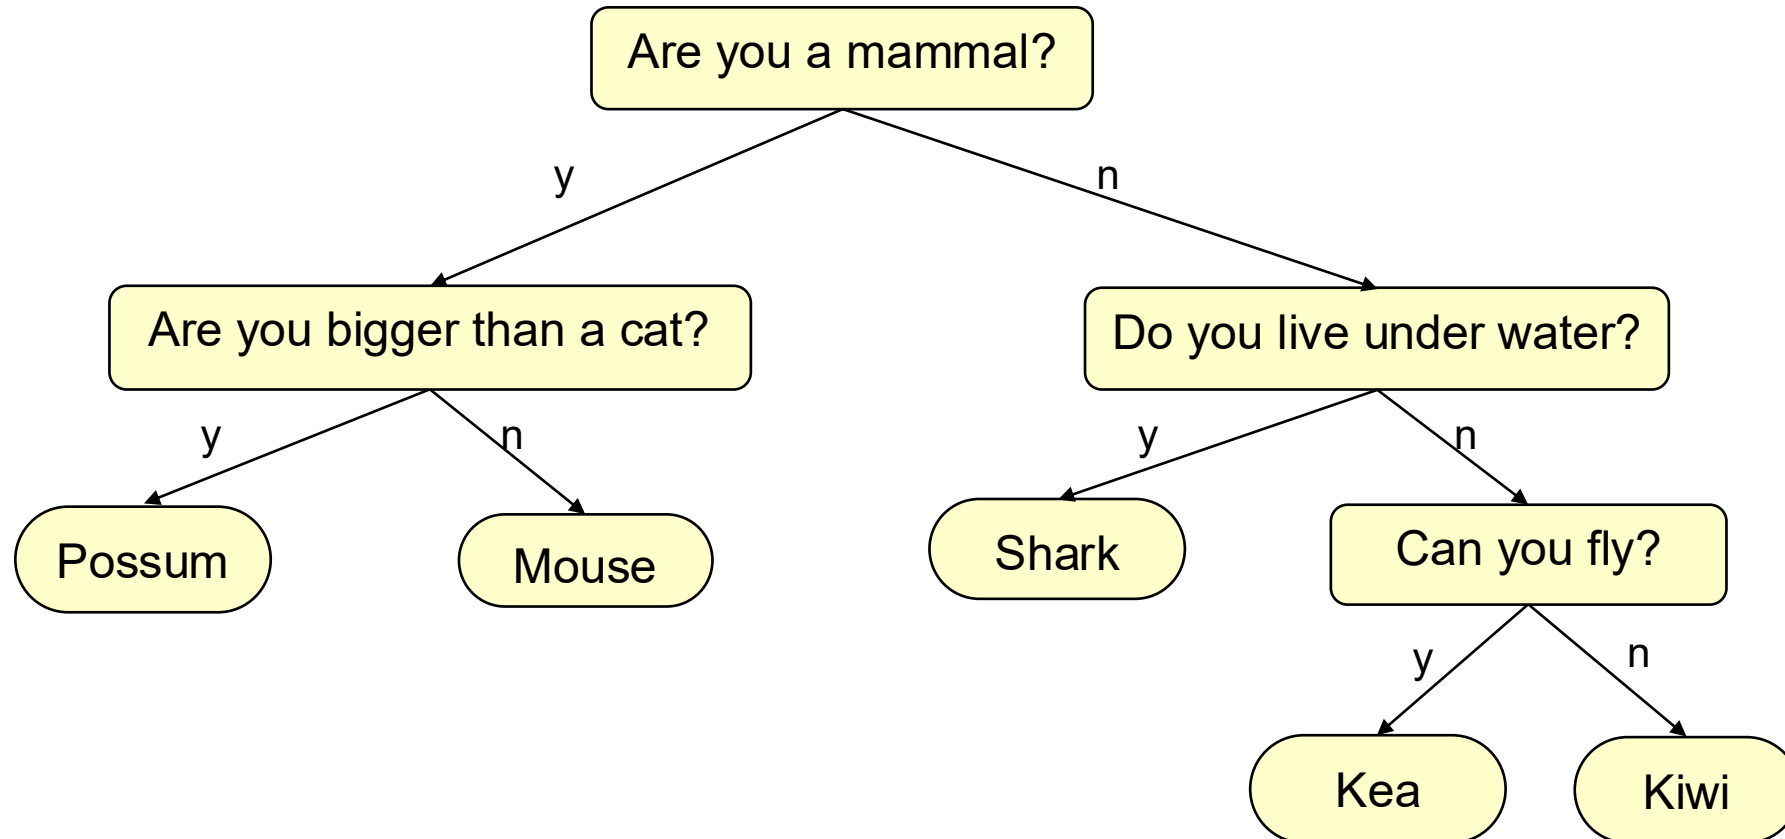 Are you a mammal?
y
n
Are you bigger than a cat?
Do you live under water?
y
n
y
n
Possum
Mouse
Shark
Can you fly?
y
n
Kea
Kiwi